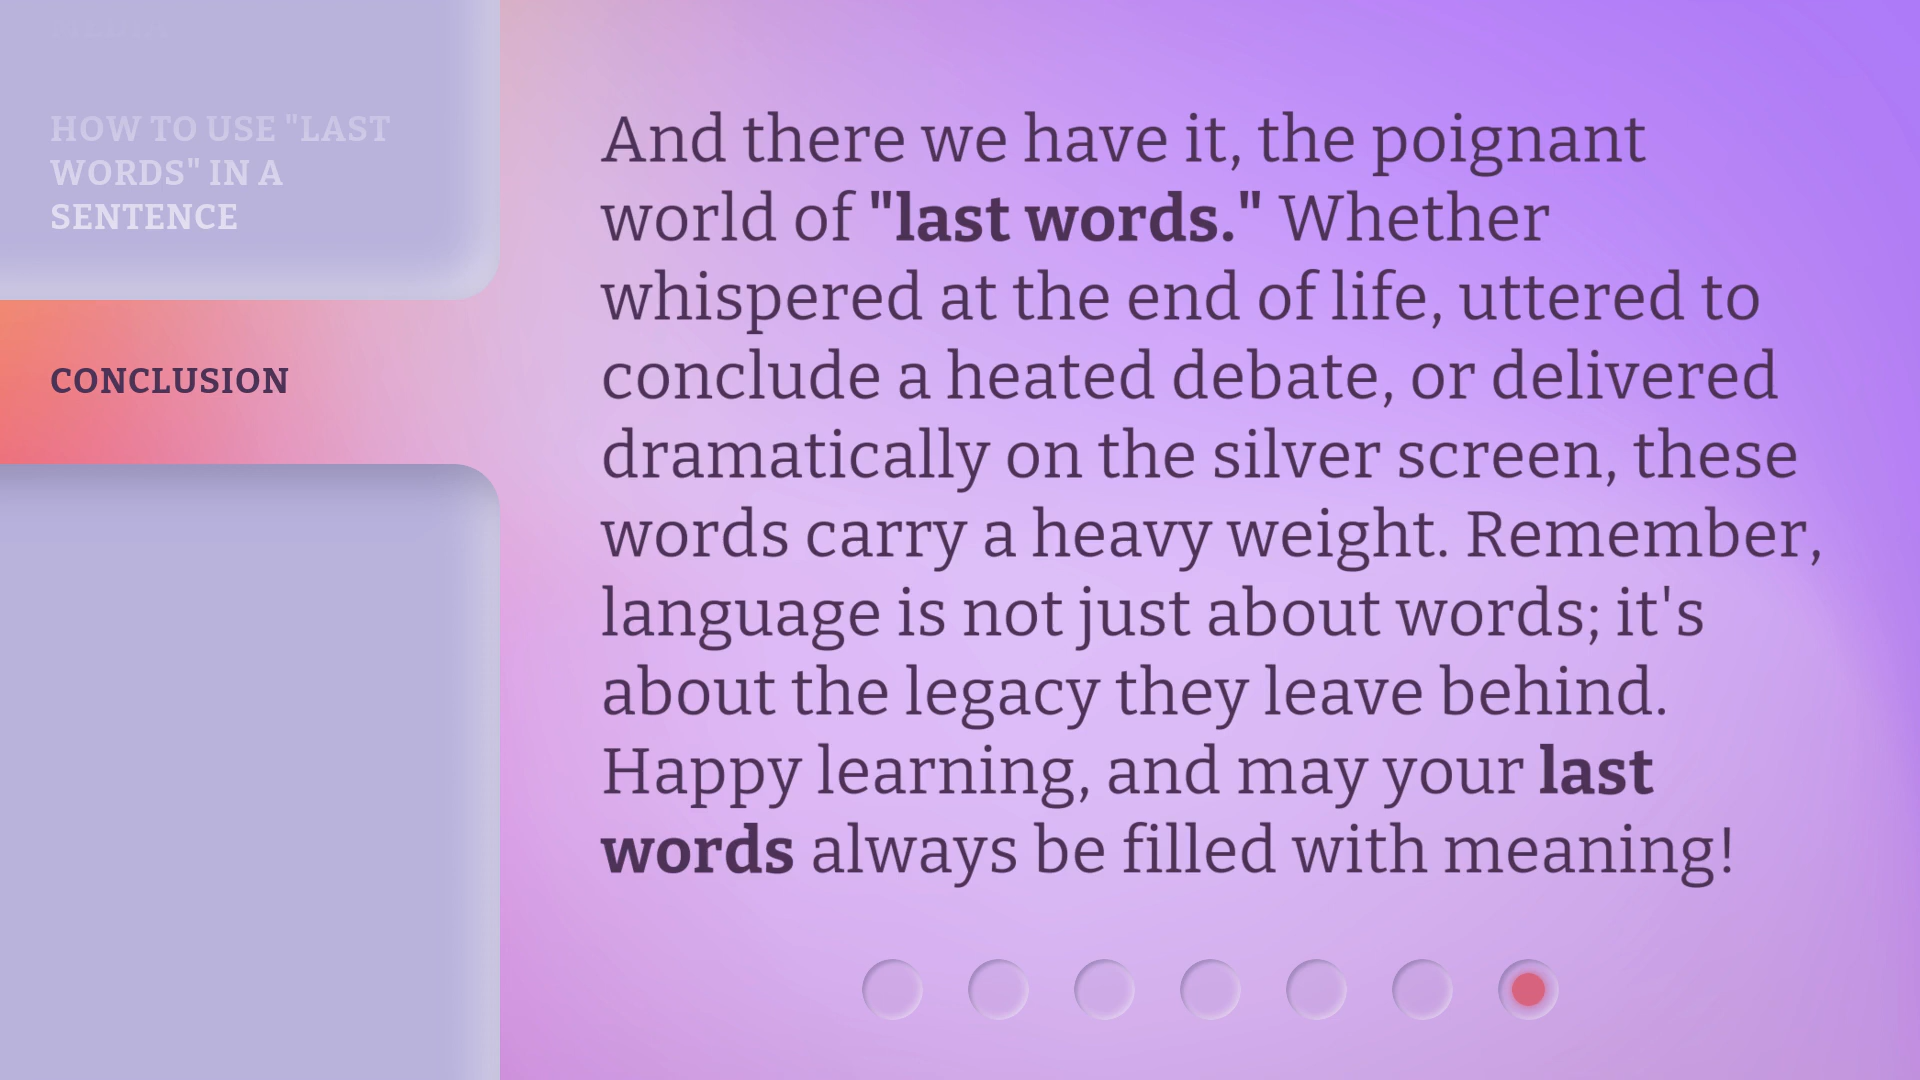 HOW TO USE "LAST
WORDS" IN A
SENTENCE
CONCLUSION
And there we have it, the poignant
world of "last words." Whether
whispered at the end of life, uttered to
conclude a heated debate, or delivered
dramatically on the silver screen, these
words carry a heavy weight. Remember,
language is not just about words; it's
about the legacy they leave behind.
Happy learning, and may your last
words always be filled with meaning!